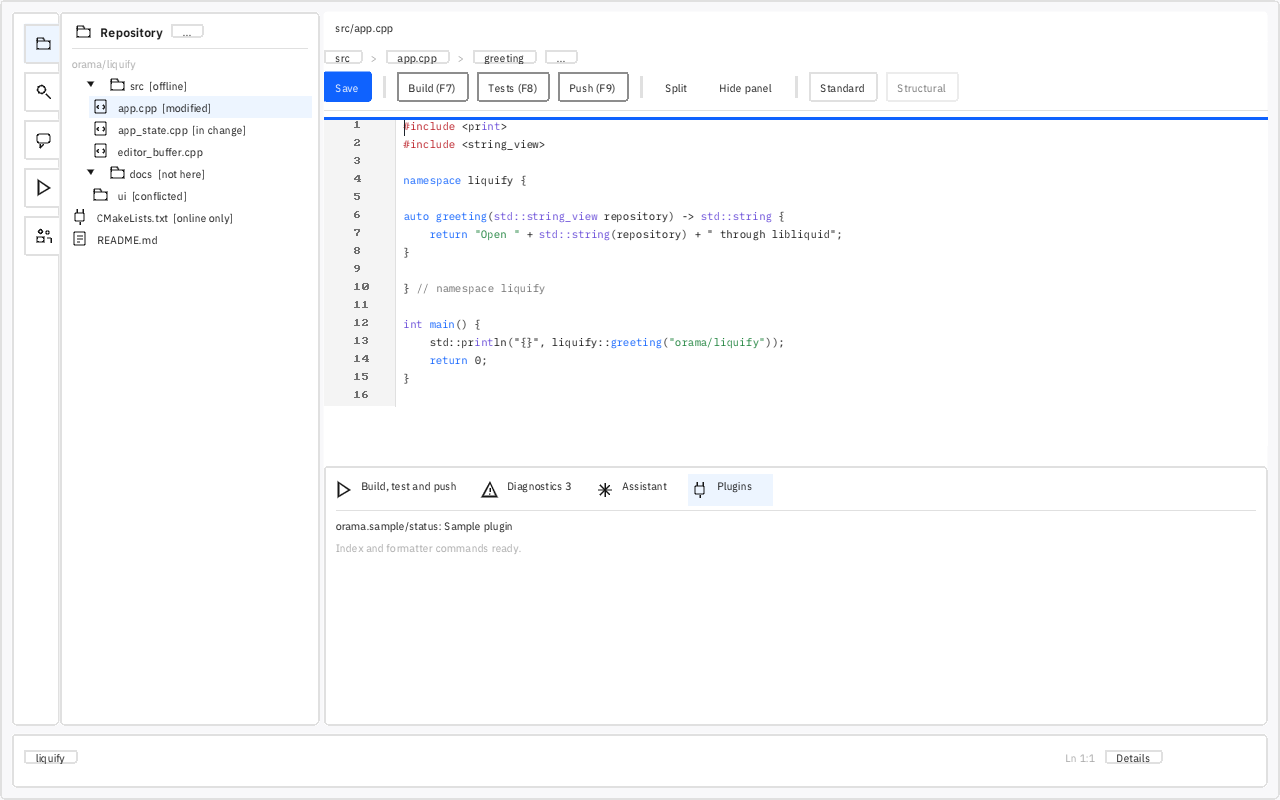 Repository ...
orama/liquify
src [offline]
app.cpp [modified]
app_state.cpp [in change]
editor_buffer.cpp
docs [not here]
ui [conflicted]
CMakeLists.txt [online only]
README.md
src/app.cpp
src > app.cpp > greeting ...
Save Build (F7) Tests (F8) Push (F9) Split Hide panel Standard Structural
1 #include <print>
2 #include <string_view>
3
4 namespace liquify {
5
6 auto greeting(std::string_view repository) -> std::string {
7     return "Open " + std::string(repository) + " through libliquid";
8 }
9
10 } // namespace liquify
11
12 int main() {
13     std::println("{}", liquify::greeting("orama/liquify"));
14     return 0;
15 }
16
Build, test and push Diagnostics 3 Assistant Plugins
orama.sample/status: Sample plugin
Index and formatter commands ready.
liquify Ln 1:1 Details